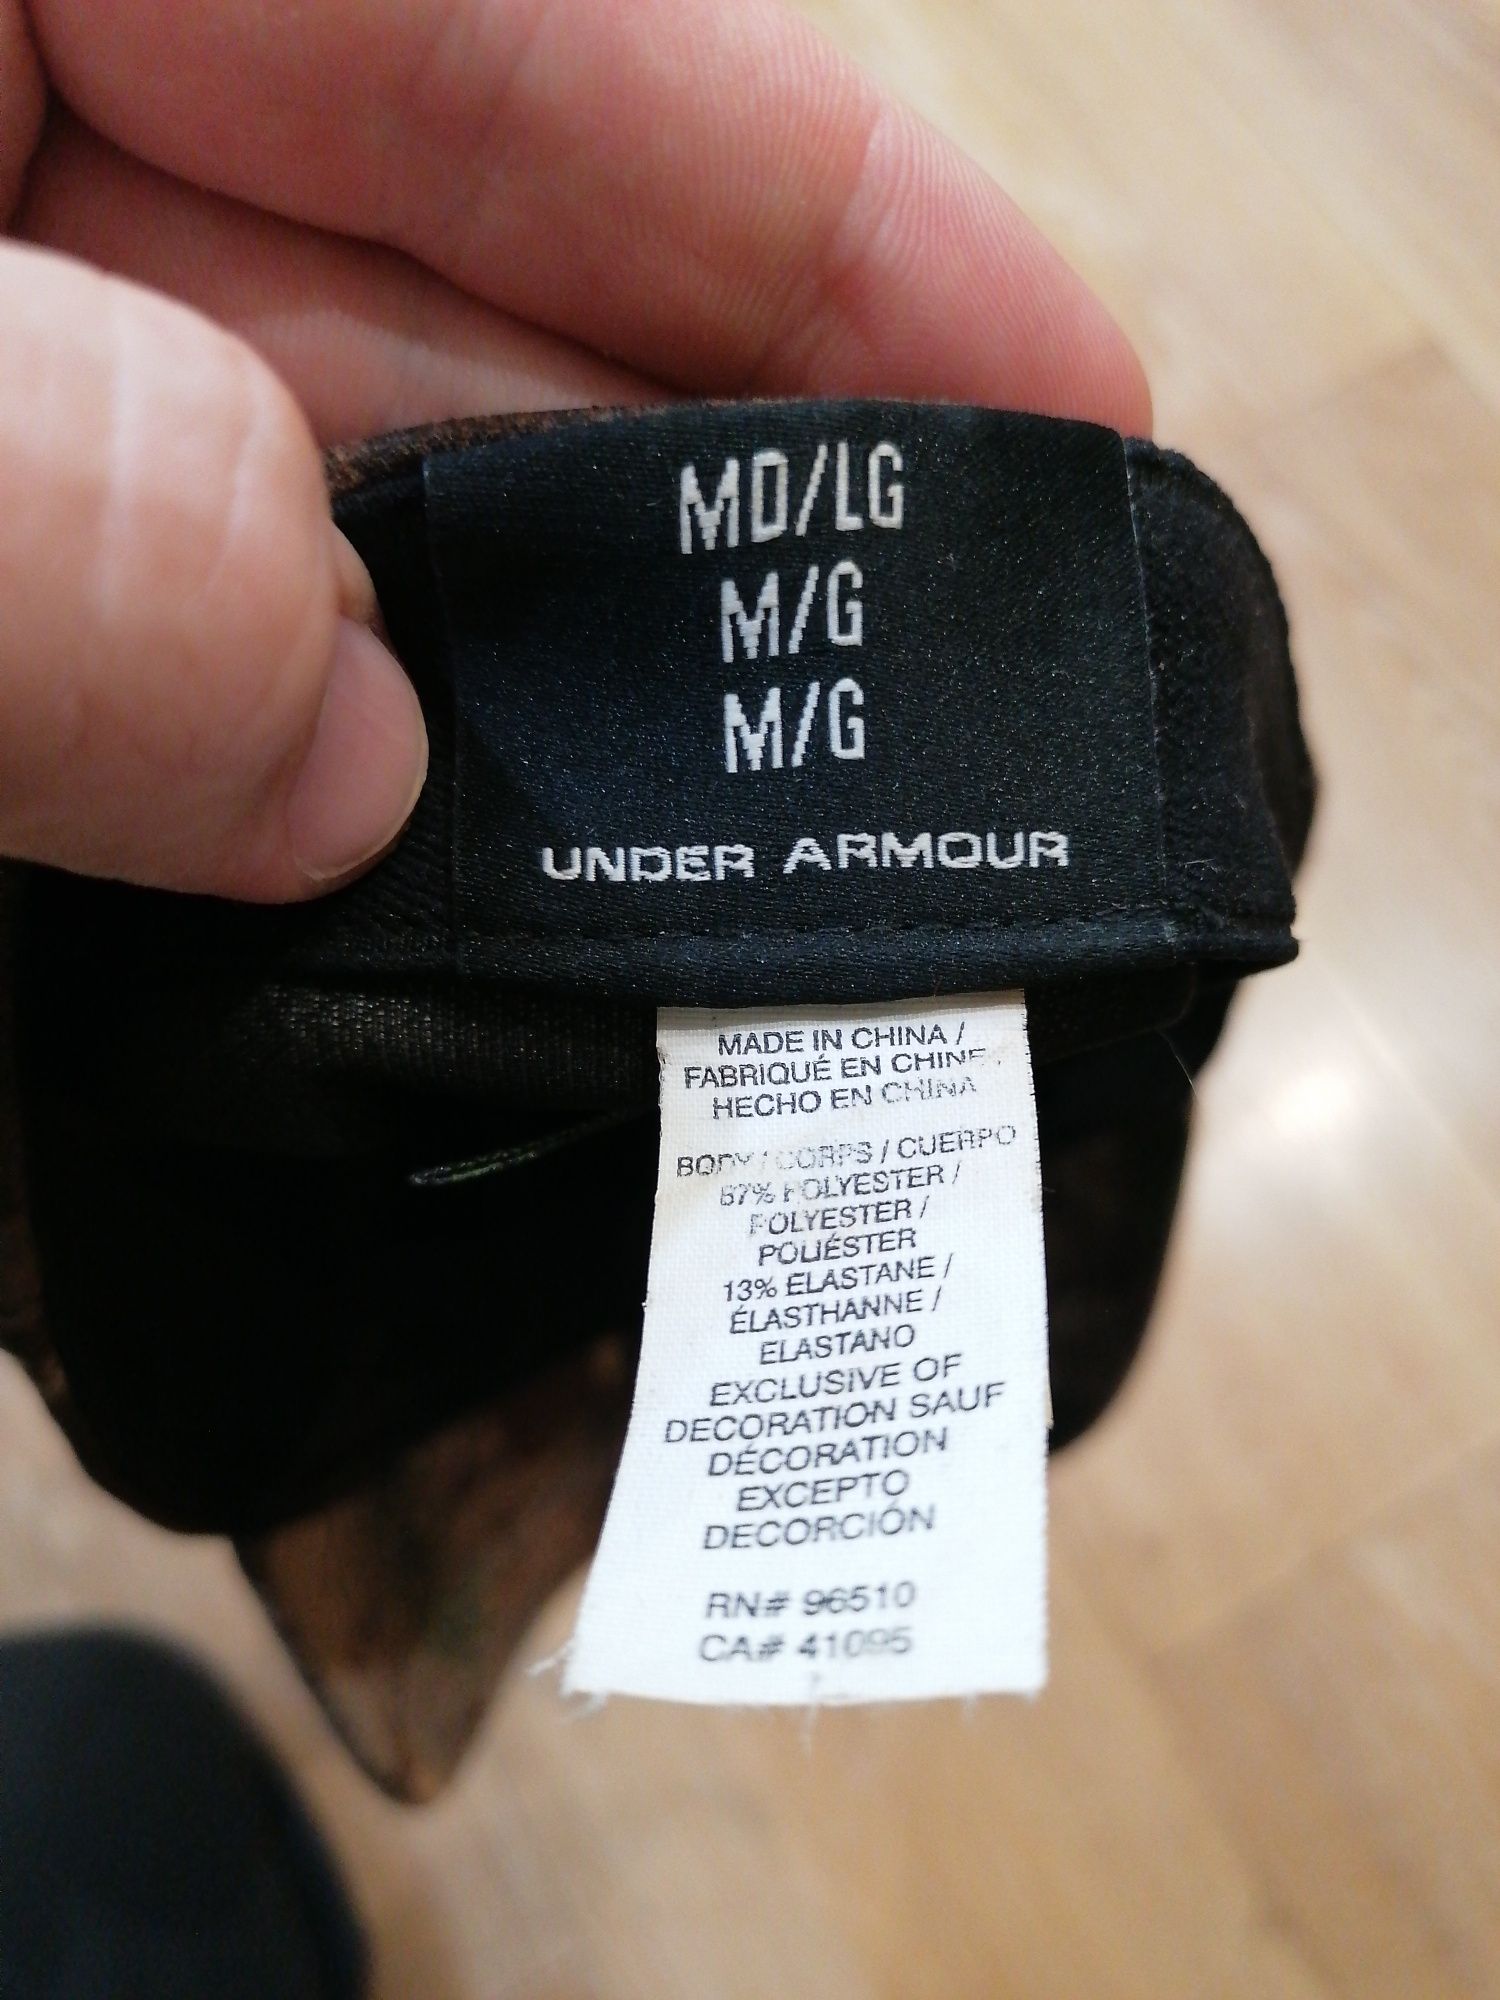 MD/LG
M/G
M/G
UNDER ARMOUR
MADE IN CHINA /
FABRIQUÉ EN CHINE
HECHO EN CHINA
BODY / CORPS / CUERPO
87% POLYESTER /
POLYESTER /
POLIÉSTER
13% ELASTANE /
ÉLASTHANNE /
ELASTANO
EXCLUSIVE OF
DECORATION SAUF
DÉCORATION
EXCEPTO
DECORCIÓN
RN# 96510
CA# 41095